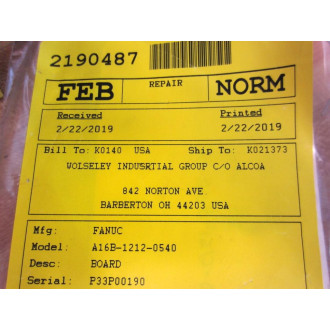 2190487
FEB REPAIR NORM
Received Printed
2/22/2019 2/22/2019
Bill To: K0140 USA Ship To: K021373
WOLSELEY INDUSRTIAL GROUP C/O ALCOA
842 NORTON AVE.
BARBERTON OH 44203 USA
Mfg: FANUC
Model: A16B-1212-0540
Desc: BOARD
Serial: P33P00190